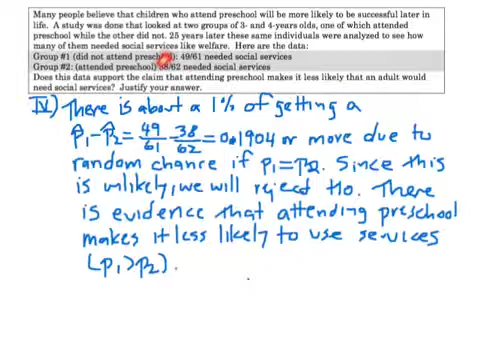 Many people believe that children who attend preschool will be more likely to be successful later in
life. A study was done that looked at two groups of 3- and 4-years olds, one of which attended
preschool while the other did not. 25 years later these same individuals were analyzed to see how
many of them needed social services like welfare. Here are the data:
Group #1 (did not attend preschool): 49/61 needed social services
Group #2: (attended preschool) 38/62 needed social services
Does this data support the claim that attending preschool makes it less likely that an adult would
need social services? Justify your answer.
IV) There is about a 1% of getting a
p̂₁-p̂₂ = 49/61 - 38/62 = 0.1904 or more due to
random chance if p₁=p₂. Since this
is unlikely, we will reject Ho. There
is evidence that attending preschool
makes it less likely to use services
(p₁>p₂).